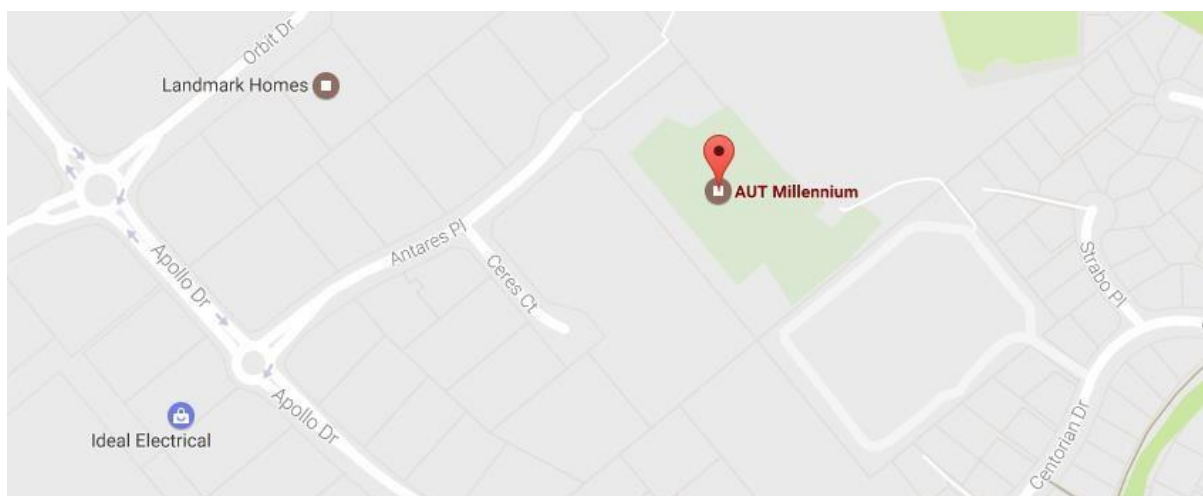 Orbit Dr
Landmark Homes
AUT Millennium
Antares Pl
Apollo Dr
Ceres Ct
Strabo Pl
Apollo Dr
Ideal Electrical
Centorian Dr